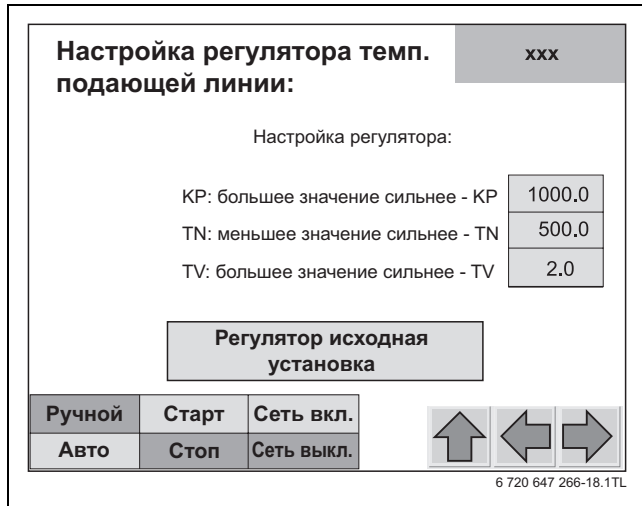 Настройка регулятора темп.
подающей линии:
xxx
Настройка регулятора:
KP: большее значение сильнее - KP 1000.0
TN: меньшее значение сильнее - TN 500.0
TV: большее значение сильнее - TV 2.0
Регулятор исходная
установка
Ручной Старт Сеть вкл.
Авто Стоп Сеть выкл.
6 720 647 266-18.1TL